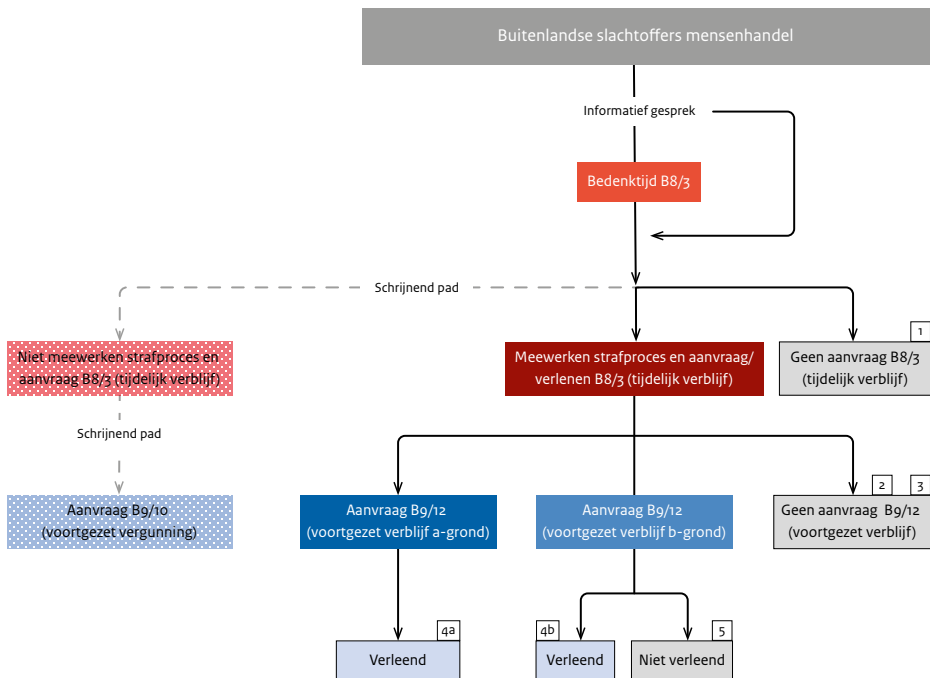 Buitenlandse slachtoffers mensenhandel
Informatief gesprek
Bedenktijd B8/3
Schrijnend pad
1
Niet meewerken strafproces en
aanvraag B8/3 (tijdelijk verblijf)
Meewerken strafproces en aanvraag/
verlenen B8/3 (tijdelijk verblijf)
Geen aanvraag B8/3
(tijdelijk verblijf)
Schrijnend pad
2
3
Aanvraag B9/10
(voortgezet vergunning)
Aanvraag B9/12
(voortgezet verblijf a-grond)
Aanvraag B9/12
(voortgezet verblijf b-grond)
Geen aanvraag B9/12
(voortgezet verblijf)
4a
4b
5
Verleend
Verleend
Niet verleend